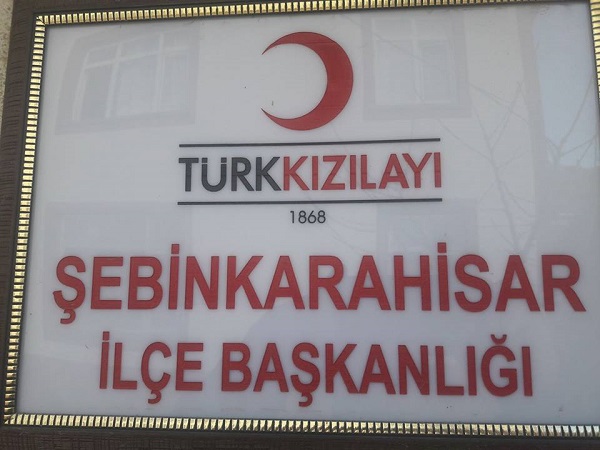 TÜRKKIZILAYI
1868
ŞEBİNKARAHİSAR
İLÇE BAŞKANLIĞI